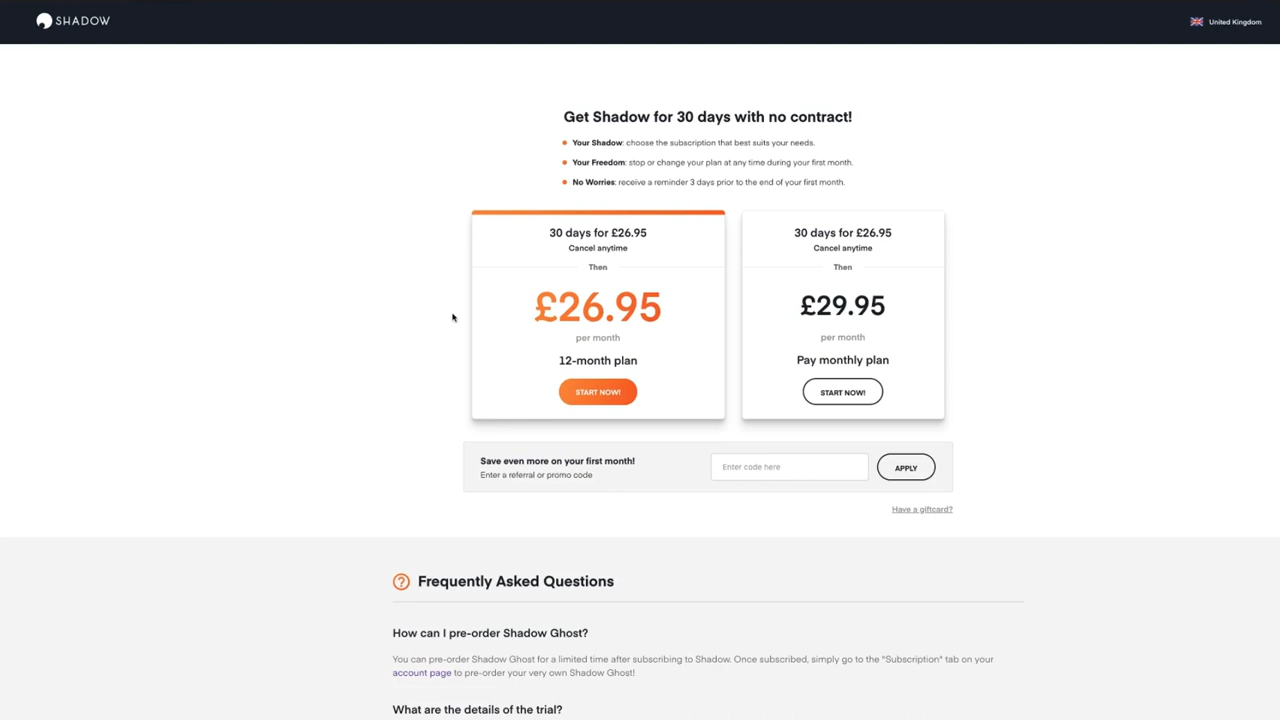 SHADOW
United Kingdom
Get Shadow for 30 days with no contract!
Your Shadow: choose the subscription that best suits your needs.
Your Freedom: stop or change your plan at any time during your first month.
No Worries: receive a reminder 3 days prior to the end of your first month.
30 days for £26.95
Cancel anytime
Then
£26.95
per month
12-month plan
START NOW!
30 days for £26.95
Cancel anytime
Then
£29.95
per month
Pay monthly plan
START NOW!
Save even more on your first month!
Enter a referral or promo code
Enter code here
APPLY
Have a giftcard?
Frequently Asked Questions
How can I pre-order Shadow Ghost?
You can pre-order Shadow Ghost for a limited time after subscribing to Shadow. Once subscribed, simply go to the "Subscription" tab on your
account page to pre-order your very own Shadow Ghost!
What are the details of the trial?